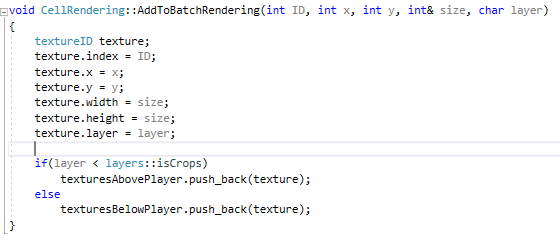 void CellRendering::AddToBatchRendering(int ID, int x, int y, int& size, char layer)
{
textureID texture;
texture.index = ID;
texture.x = x;
texture.y = y;
texture.width = size;
texture.height = size;
texture.layer = layer;
if(layer < layers::isCrops)
texturesAbovePlayer.push_back(texture);
else
texturesBelowPlayer.push_back(texture);
}